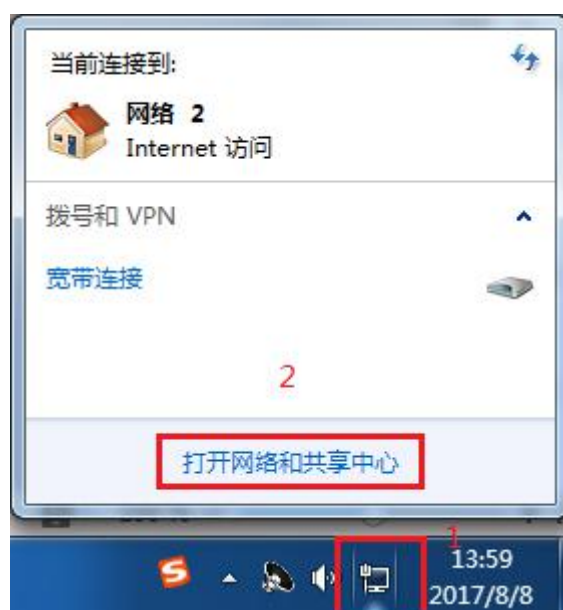 当前连接到:
网络 2
Internet 访问
拨号和 VPN
宽带连接
2
打开网络和共享中心
1
13:59
2017/8/8